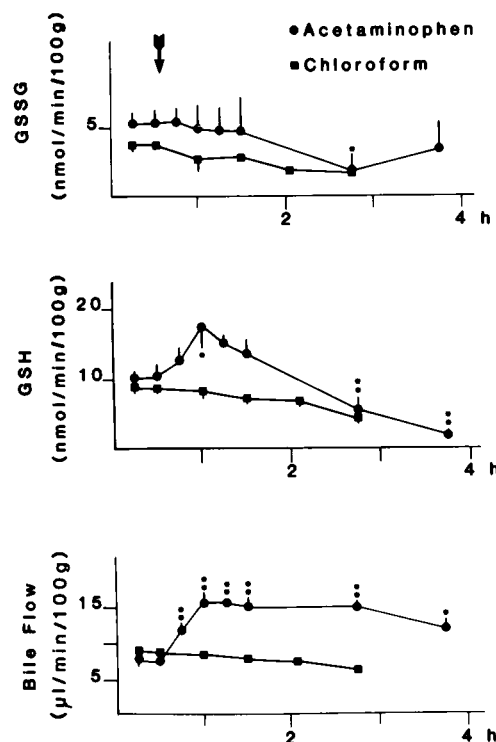 ●Acetaminophen
■Chloroform
GSSG
(nmol/min/100g)
5
2
4
h
GSH
(nmol/min/100g)
20
10
2
4
h
Bile Flow
(µl/min/100g)
15
5
2
4
h